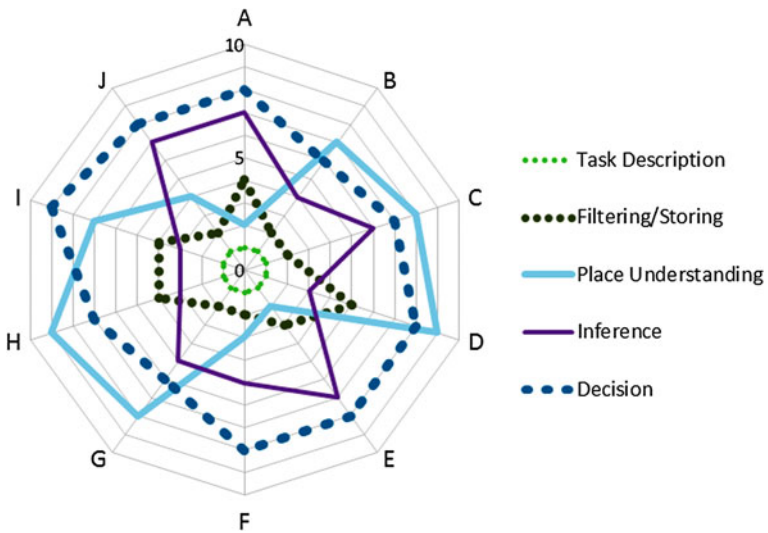 A
10
J
B
5
I
C
0
H
D
G
E
F
Task Description
Filtering/Storing
Place Understanding
Inference
Decision